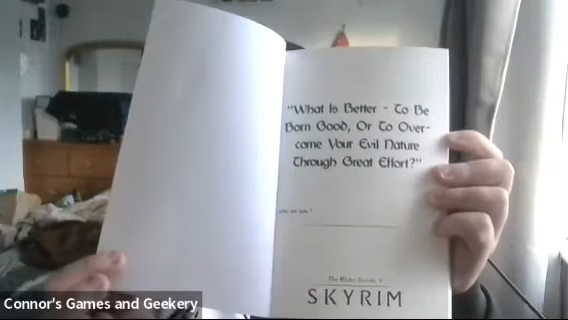 "What Is Better - To Be
Born Good, Or To Over-
come Your Evil Nature
Through Great Effort?"
The Elder Scrolls V
SKYRIM
Connor's Games and Geekery